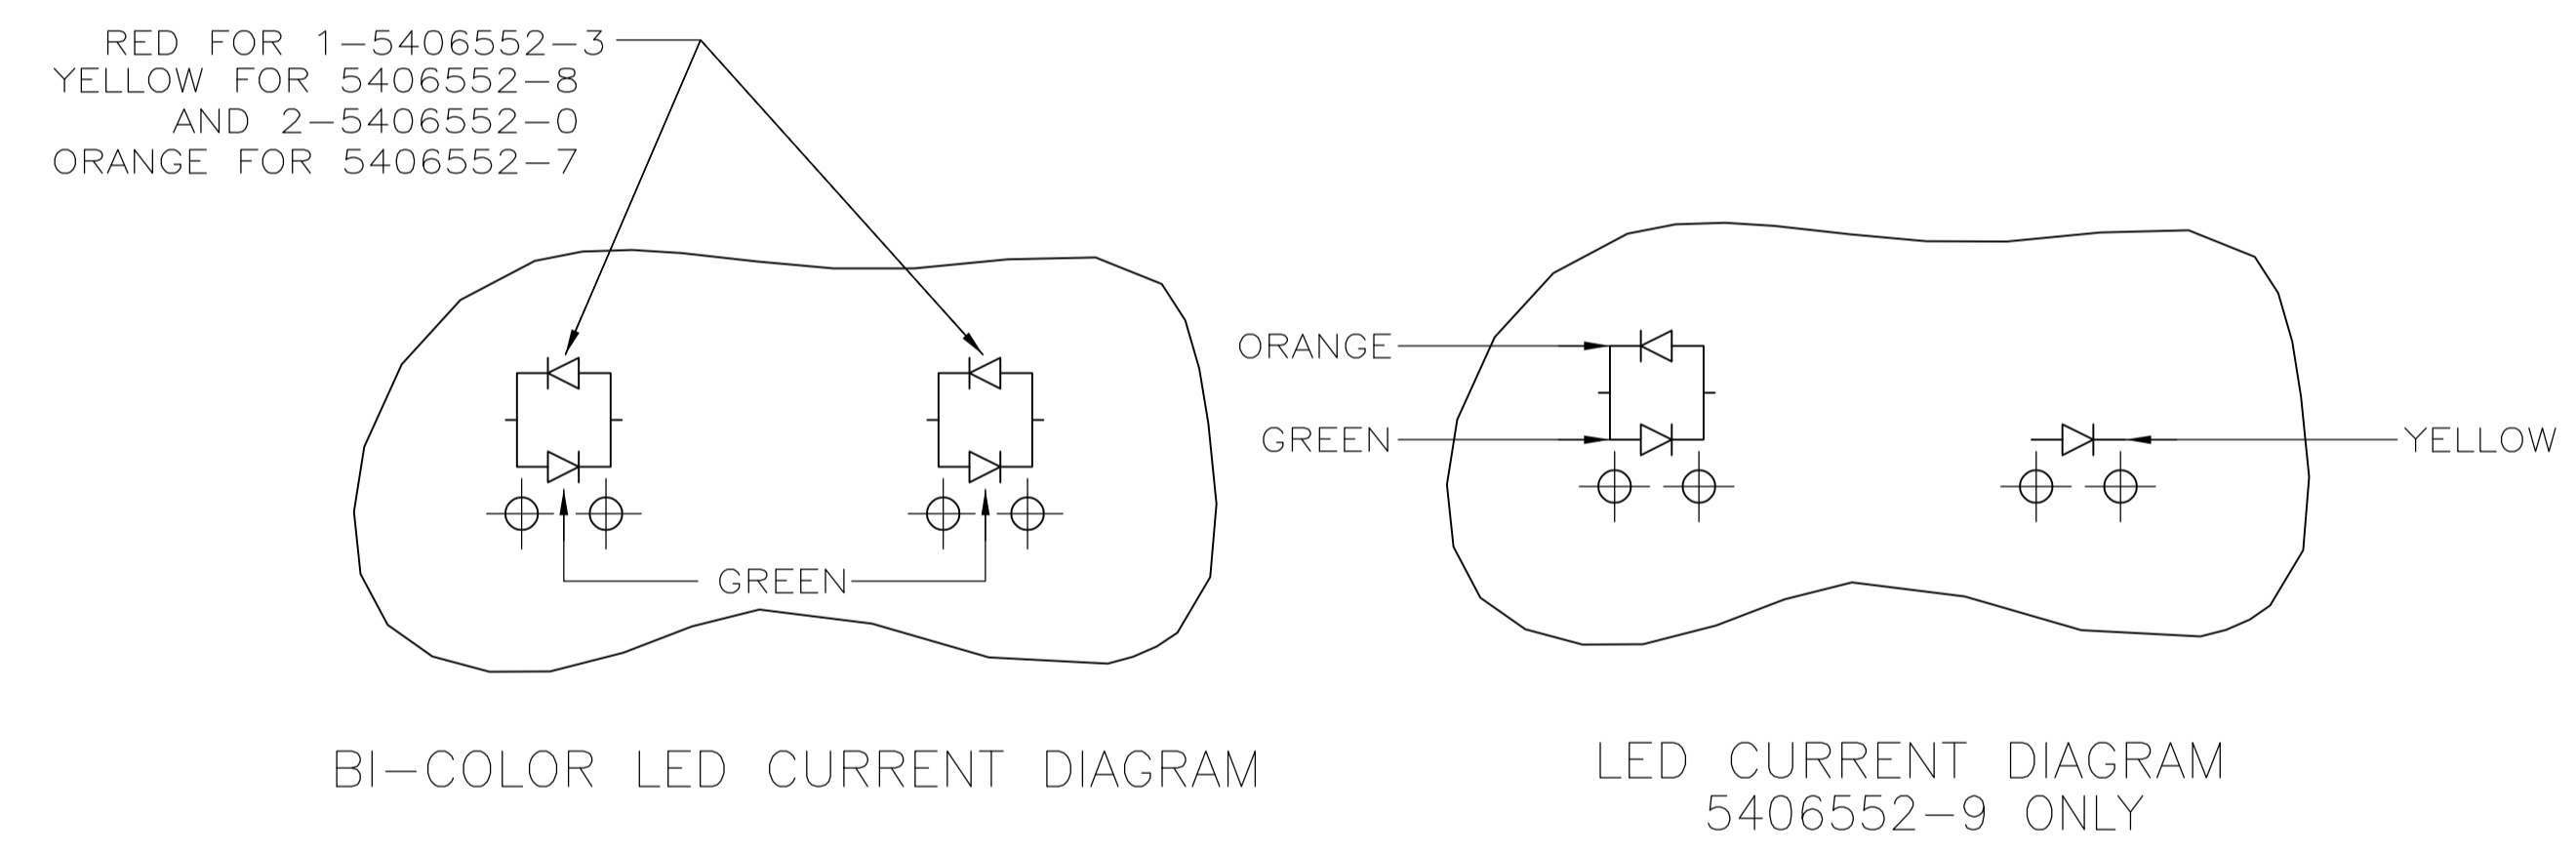 RED FOR 1-5406552-3
YELLOW FOR 5406552-8
AND 2-5406552-0
ORANGE FOR 5406552-7
GREEN
BI-COLOR LED CURRENT DIAGRAM
ORANGE
GREEN
YELLOW
LED CURRENT DIAGRAM
5406552-9 ONLY